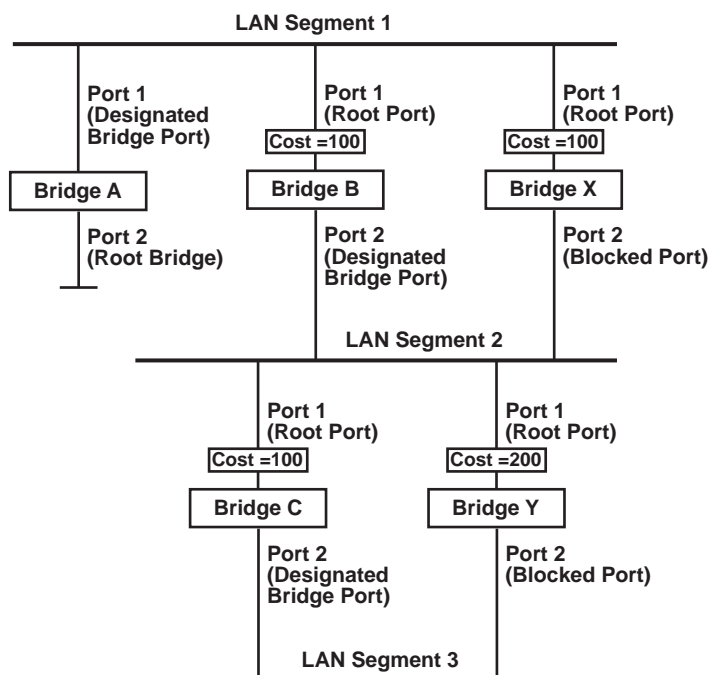 LAN Segment 1
Port 1
(Designated
Bridge Port)
Port 1
(Root Port)
Cost =100
Port 1
(Root Port)
Cost =100
Bridge A
Bridge B
Bridge X
Port 2
(Root Bridge)
Port 2
(Designated
Bridge Port)
Port 2
(Blocked Port)
LAN Segment 2
Port 1
(Root Port)
Cost =100
Port 1
(Root Port)
Cost =200
Bridge C
Bridge Y
Port 2
(Designated
Bridge Port)
Port 2
(Blocked Port)
LAN Segment 3